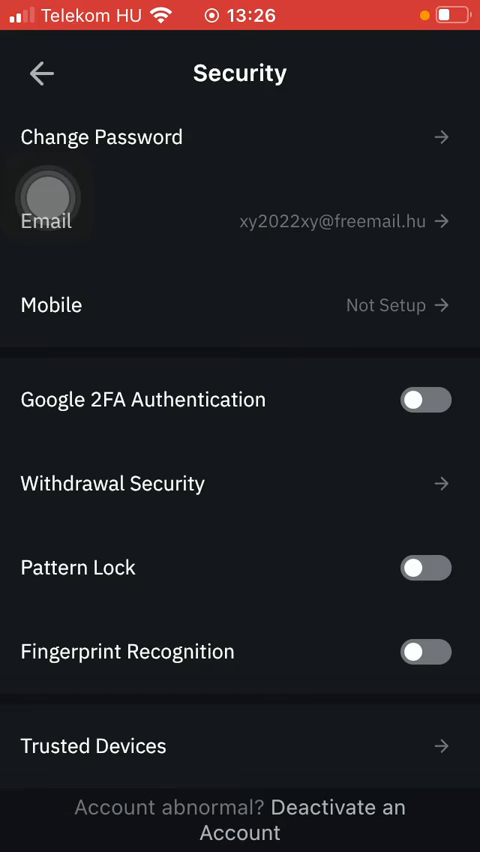 Telekom HU 13:26
Security
Change Password
Email xy2022xy@freemail.hu
Mobile Not Setup
Google 2FA Authentication
Withdrawal Security
Pattern Lock
Fingerprint Recognition
Trusted Devices
Account abnormal? Deactivate an
Account